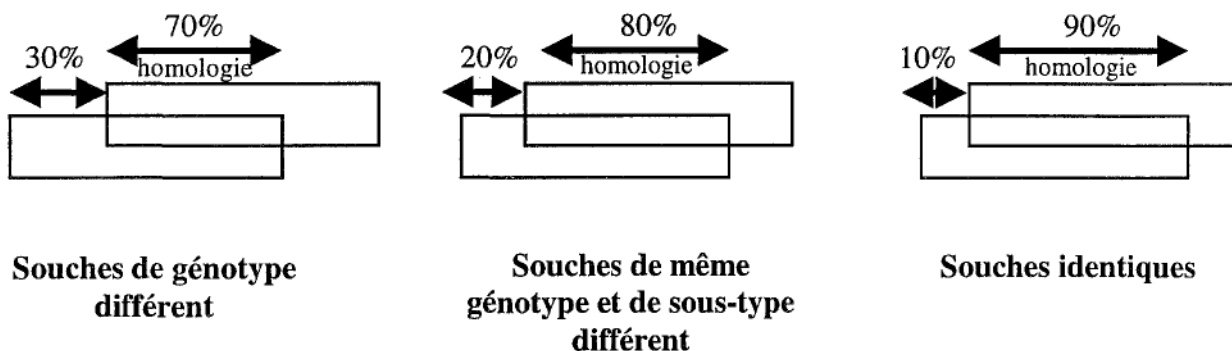 70%
30%
homologie
80%
20%
homologie
90%
10%
homologie
Souches de génotype
différent
Souches de même
génotype et de sous-type
différent
Souches identiques